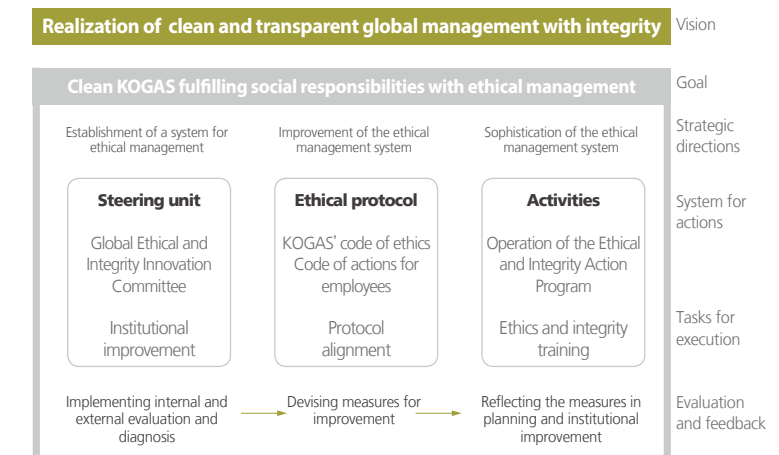 Realization of clean and transparent global management with integrity
Vision
Clean KOGAS fulfilling social responsibilities with ethical management
Goal
Establishment of a system for
ethical management
Improvement of the ethical
management system
Sophistication of the ethical
management system
Strategic
directions
Steering unit
Global Ethical and
Integrity Innovation
Committee
Institutional
improvement
Ethical protocol
KOGAS' code of ethics
Code of actions for
employees
Protocol
alignment
Activities
Operation of the Ethical
and Integrity Action
Program
Ethics and integrity
training
System for
actions
Tasks for
execution
Implementing internal and
external evaluation and
diagnosis
Devising measures for
improvement
Reflecting the measures in
planning and institutional
improvement
Evaluation
and feedback